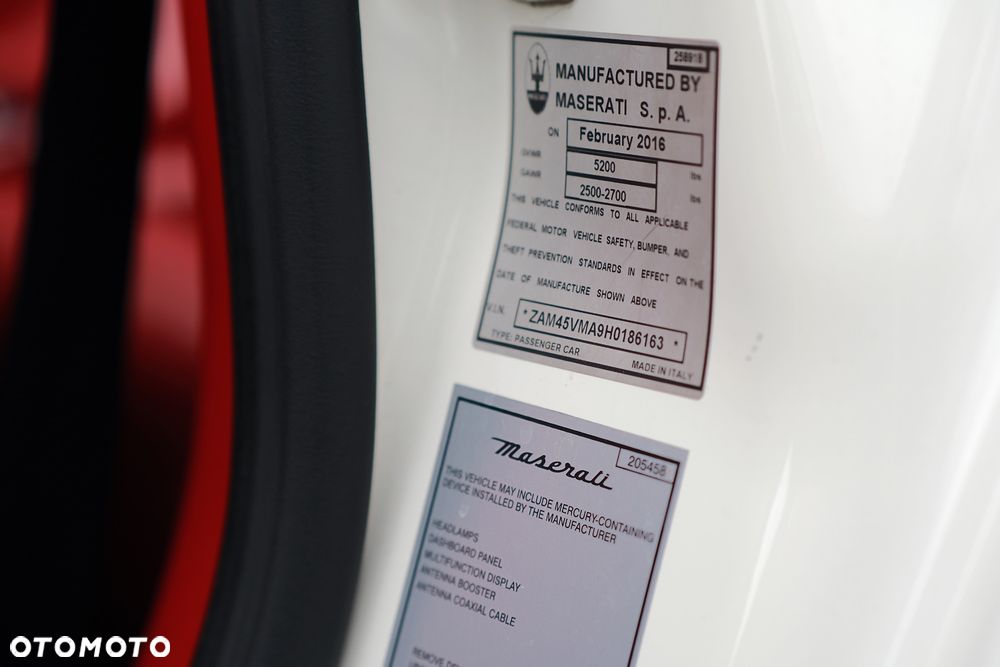 258918
MANUFACTURED BY
MASERATI S. p. A.
ON February 2016
GVWR 5200 lbs
GAWR 2500-2700 lbs
THIS VEHICLE CONFORMS TO ALL APPLICABLE
FEDERAL MOTOR VEHICLE SAFETY, BUMPER, AND
THEFT PREVENTION STANDARDS IN EFFECT ON THE
DATE OF MANUFACTURE SHOWN ABOVE
V.I.N. * ZAM45VMA9H0186163 *
TYPE: PASSENGER CAR
MADE IN ITALY
Maserati
205458
THIS VEHICLE MAY INCLUDE MERCURY-CONTAINING
DEVICE INSTALLED BY THE MANUFACTURER
HEADLAMPS
DASHBOARD PANEL
MULTIFUNCTION DISPLAY
ANTENNA BOOSTER
ANTENNA COAXIAL CABLE
REMOVE
OTOMOTO